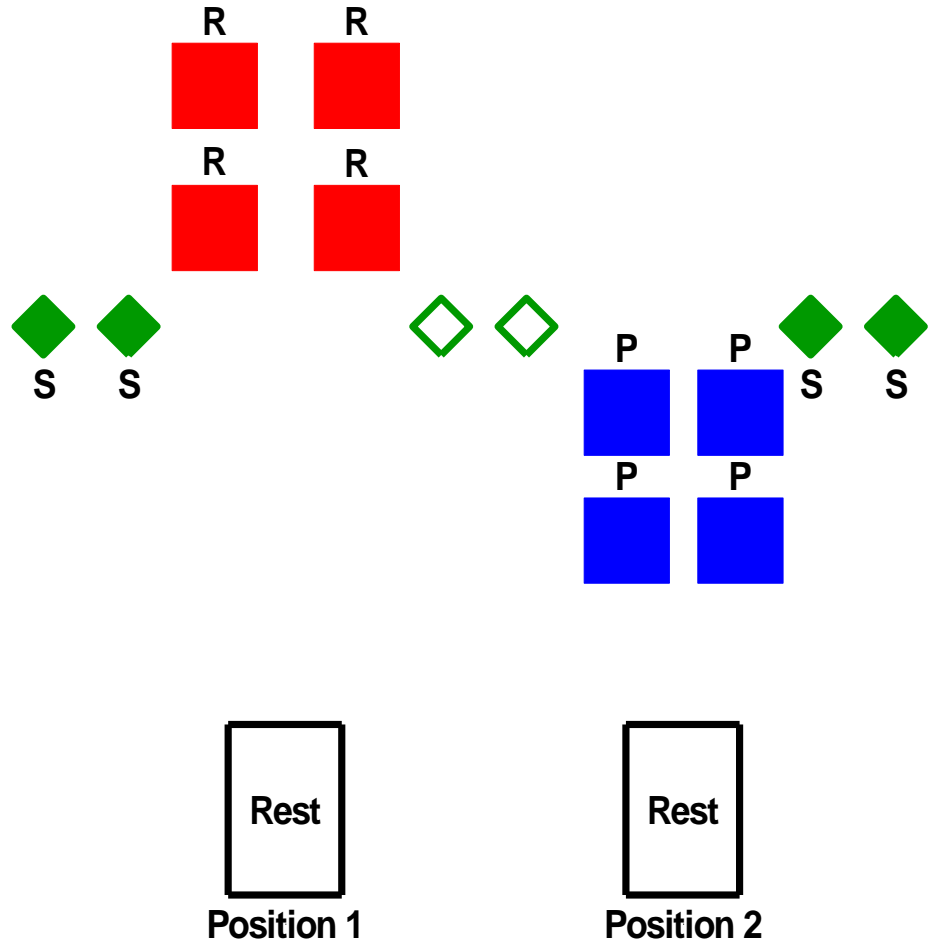 R R
R R
P P
S S S S
P P
Rest Rest
Position 1 Position 2